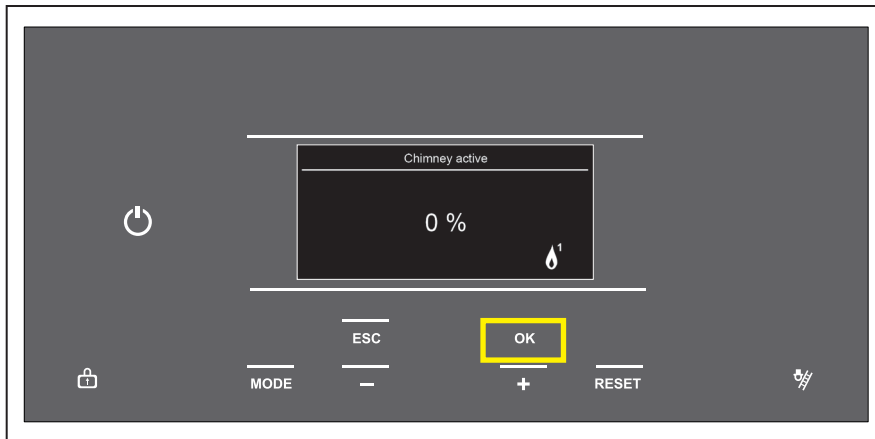 Chimney active
0 %
1
ESC OK
MODE – + RESET